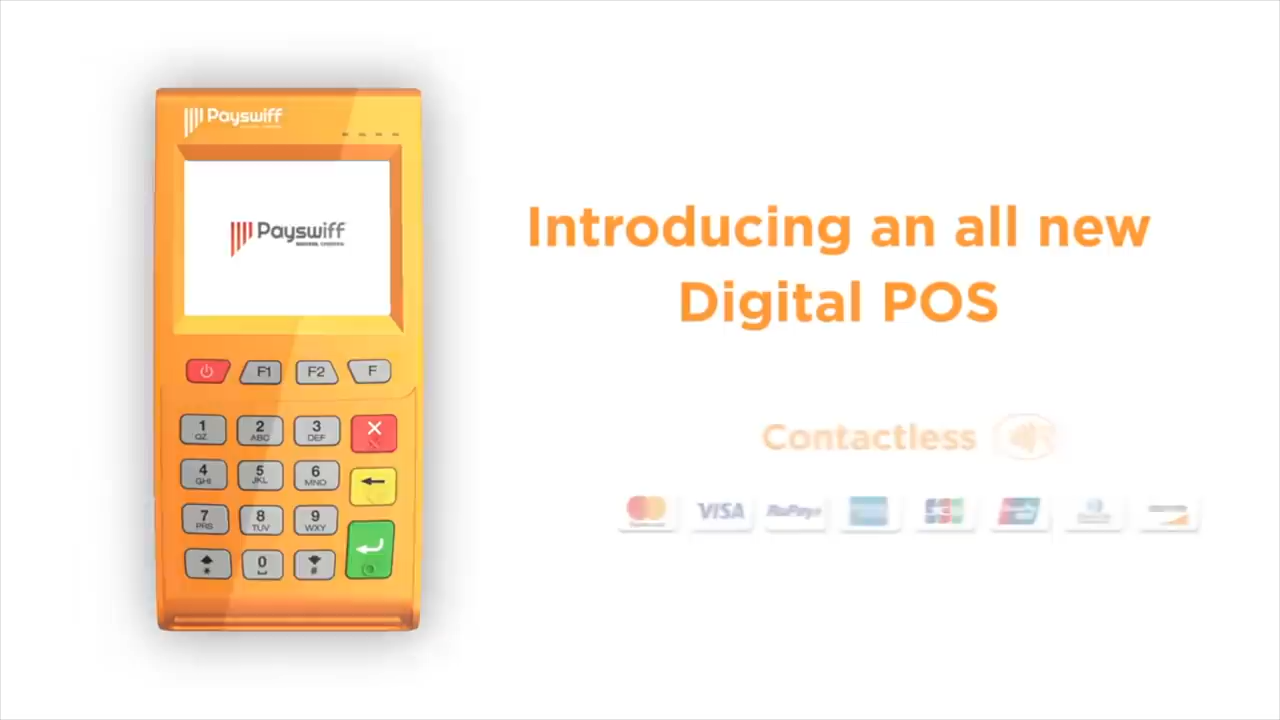 Payswiff
Payswiff
F1
F2
F
1
QZ
2
ABC
3
DEF
4
GHI
5
JKL
6
MNO
7
PRS
8
TUV
9
WXY
*
0
#
Introducing an all new
Digital POS
Contactless
VISA
RuPay